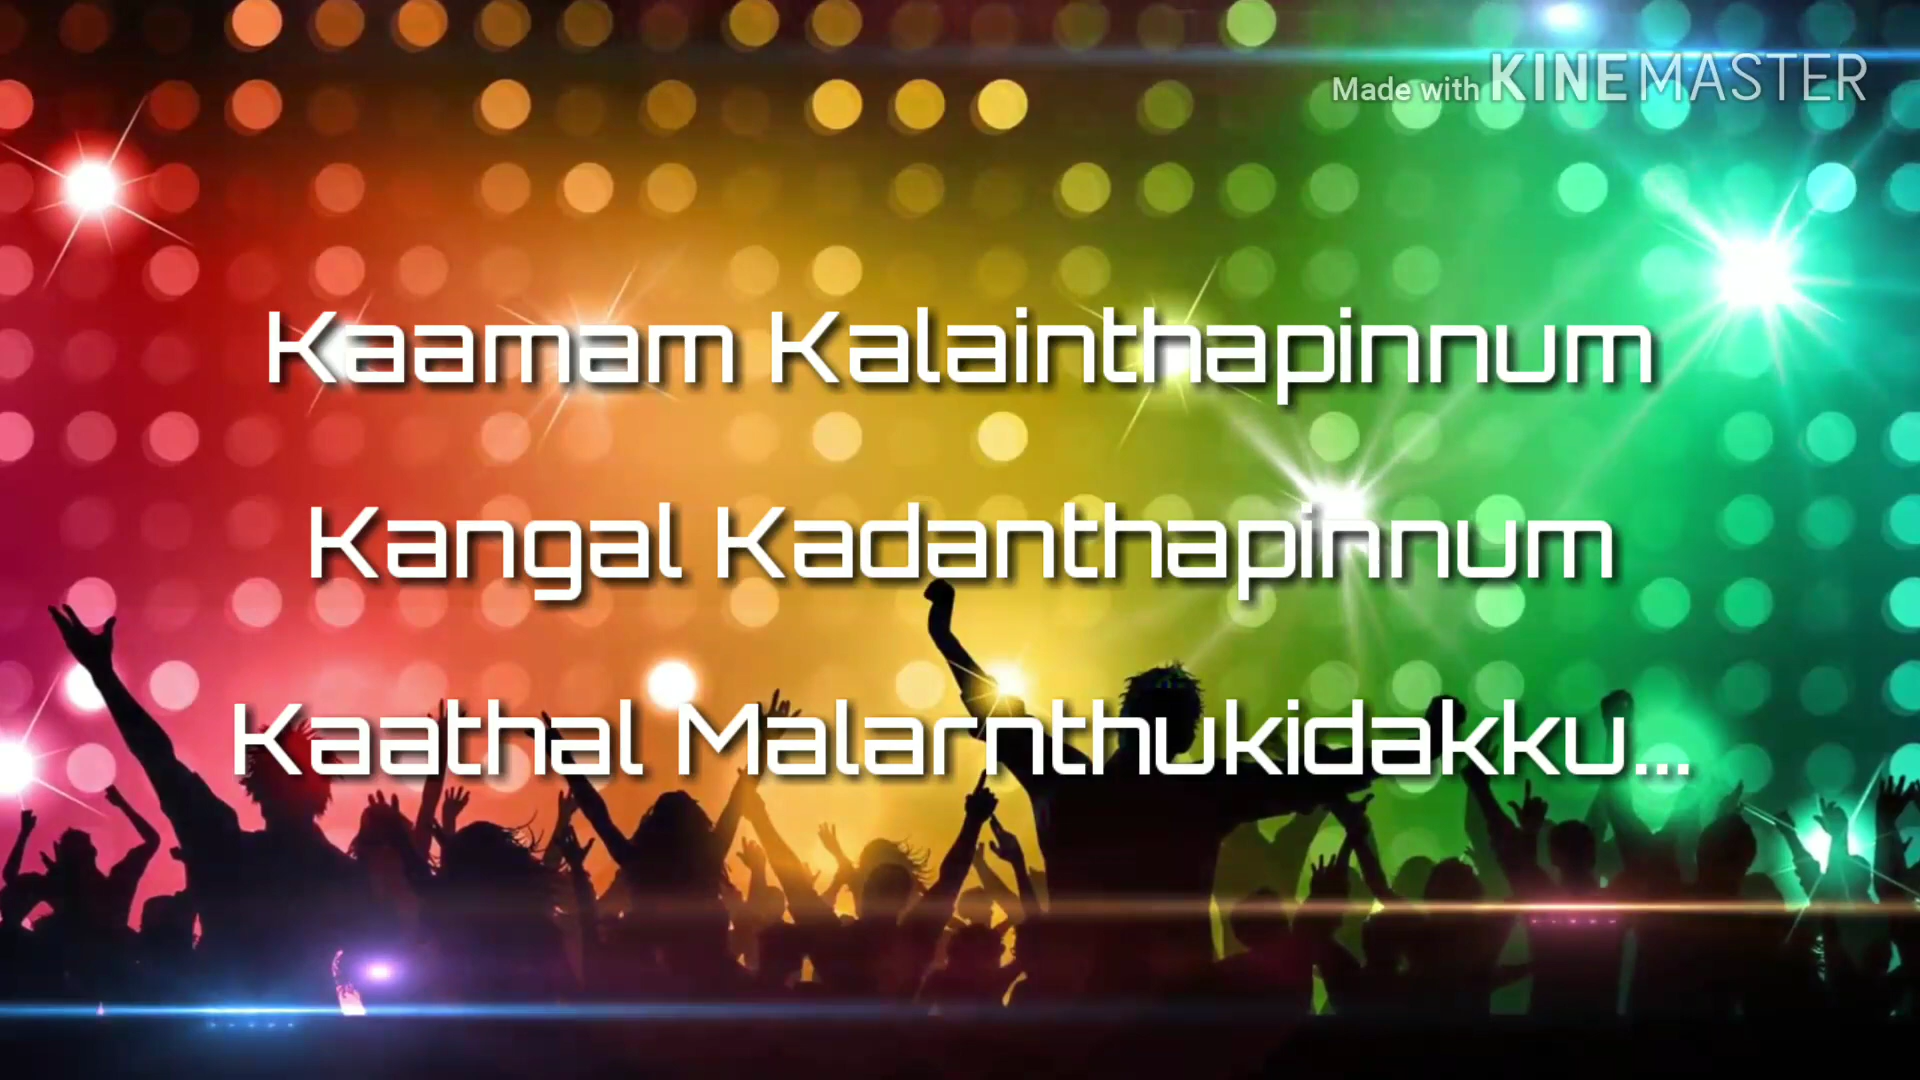 Made with KINEMASTER
Kaamam Kalainthapinnum
Kangal Kadanthapinnum
Kaathal Malarnthukidakku...